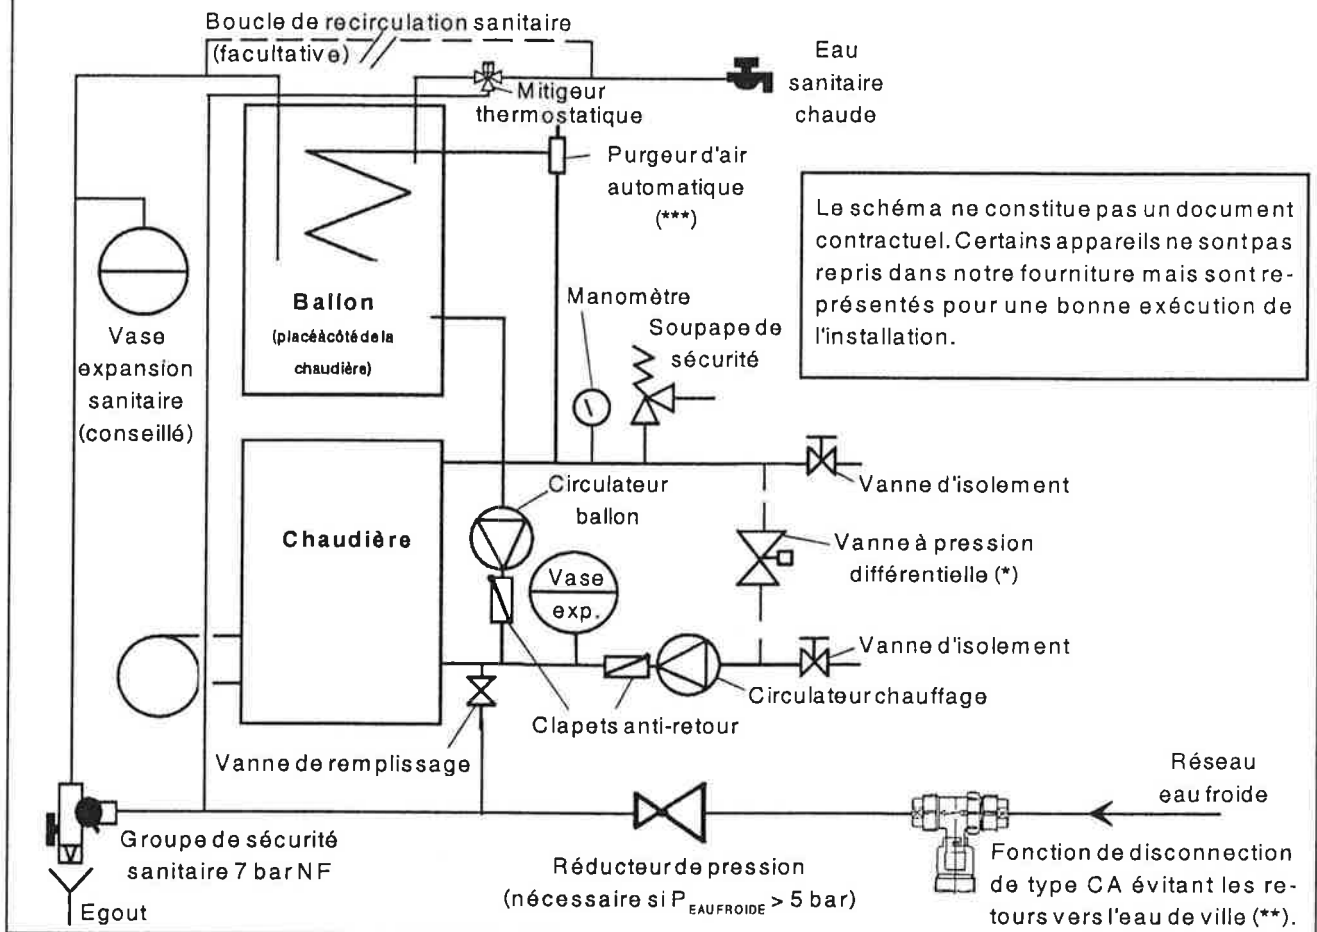 Boucle de recirculation sanitaire
(facultative)
Eau
sanitaire
chaude
Mitigeur
thermostatique
Purgeur d'air
automatique
(***)
Le schéma ne constitue pas un document
contractuel. Certains appareils ne sont pas
repris dans notre fourniture mais sont re-
présentés pour une bonne exécution de
l'installation.
Ballon
(placé à côté de la
chaudière)
Vase
expansion
sanitaire
(conseillé)
Manomètre
Soupape de
sécurité
Vanne d'isolement
Circulateur
ballon
Chaudière
Vanne à pression
différentielle (*)
Vase
exp.
Vanne d'isolement
Circulateur chauffage
Clapets anti-retour
Vanne de remplissage
Réseau
eau froide
Groupe de sécurité
sanitaire 7 bar NF
Egout
Réducteur de pression
(nécessaire si P EAU FROIDE > 5 bar)
Fonction de disconnection
de type CA évitant les re-
tours vers l'eau de ville (**).